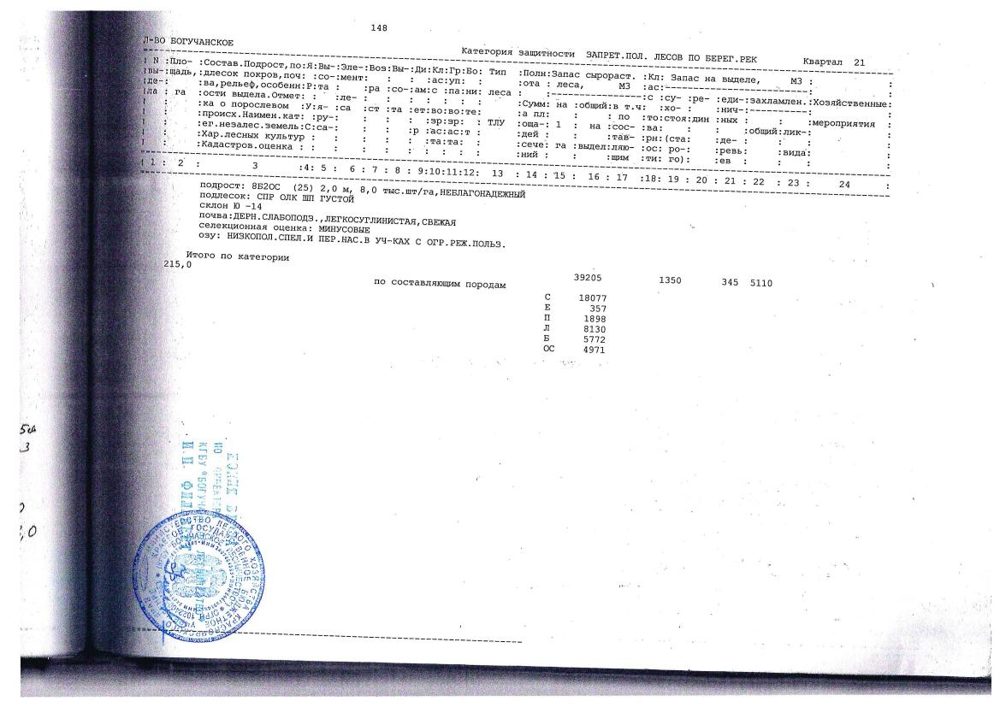 148
Л-ВО БОГУЧАНСКОЕ
Категория защитности ЗАПРЕТ.ПОЛ. ЛЕСОВ ПО БЕРЕГ.РЕК Квартал 21
N :Пло- :Состав.Подрост,по:Я:Вы-:Эле-:Воз:Вы-:Ди:Кл:Гр:Бо: Тип :Полн:Запас сырораст. :Кл: Запас на выделе, М3 : :
вы-:щадь,:длесок покров,поч: :со-:мент: : : :ас:уп: : :ота : леса, М3 :ас:----------------------------: :
де-: :ва,рельеф,особенн:Р:та : :ра :со-:ам:с :па:ни: леса : :----------------:с :су- :ре- :еди-:захламлен.:Хозяйственные:
ла : га :ости выдела.Отмет: : :ле- : : : : : : : :Сумм: на :общий:в т.ч: :хо- : :нич-:-----------: :
: :ка о порослевом :У:я- :са :ст :та :ет:во:во:те: :а пл: : : по :то:стоя:дин :ных : : :мероприятия :
: :происх.Наимен.кат: :ру-: : : :зр:зр: : ТЛУ :оща-: 1 : на :сос- :ва: : : :общий:лик-: :
: :ег.незалес.земель:С:са-: : : :р :ас:ас:т : :дей : : :тав- :рн:(ста: :де- : : : :
: :Хар.лесных культур : : : : : :та:та: : :сече: га :выдел:ляю- :ос: ро-: :ревь: :вида: :
: :Кадастров.оценка : : : : : : : : : : :ний : : :щим :ти: го): :ев : : : :
1 : 2 : 3 :4: 5 : 6 : 7 : 8 : 9:10:11:12: 13 : 14 : 15 : 16 : 17 :18: 19 : 20 : 21 : 22 : 23 : 24 :
подрост: 8Б2ОС (25) 2,0 м, 8,0 тыс.шт/га,НЕБЛАГОНАДЕЖНЫЙ
подлесок: СПР ОЛК ШП ГУСТОЙ
склон Ю -14
почва:ДЕРН.СЛАБОПОДЗ.,ЛЕГКОСУГЛИНИСТАЯ,СВЕЖАЯ
селекционная оценка: МИНУСОВЫЕ
озу: НИЗКОПОЛ.СПЕЛ.И ПЕР.НАС.В УЧ-КАХ С ОГР.РЕЖ.ПОЛЬЗ.
Итого по категории
215,0 39205 1350 345 5110
по составляющим породам
С 18077
Е 357
П 1898
Л 8130
Б 5772
ОС 4971